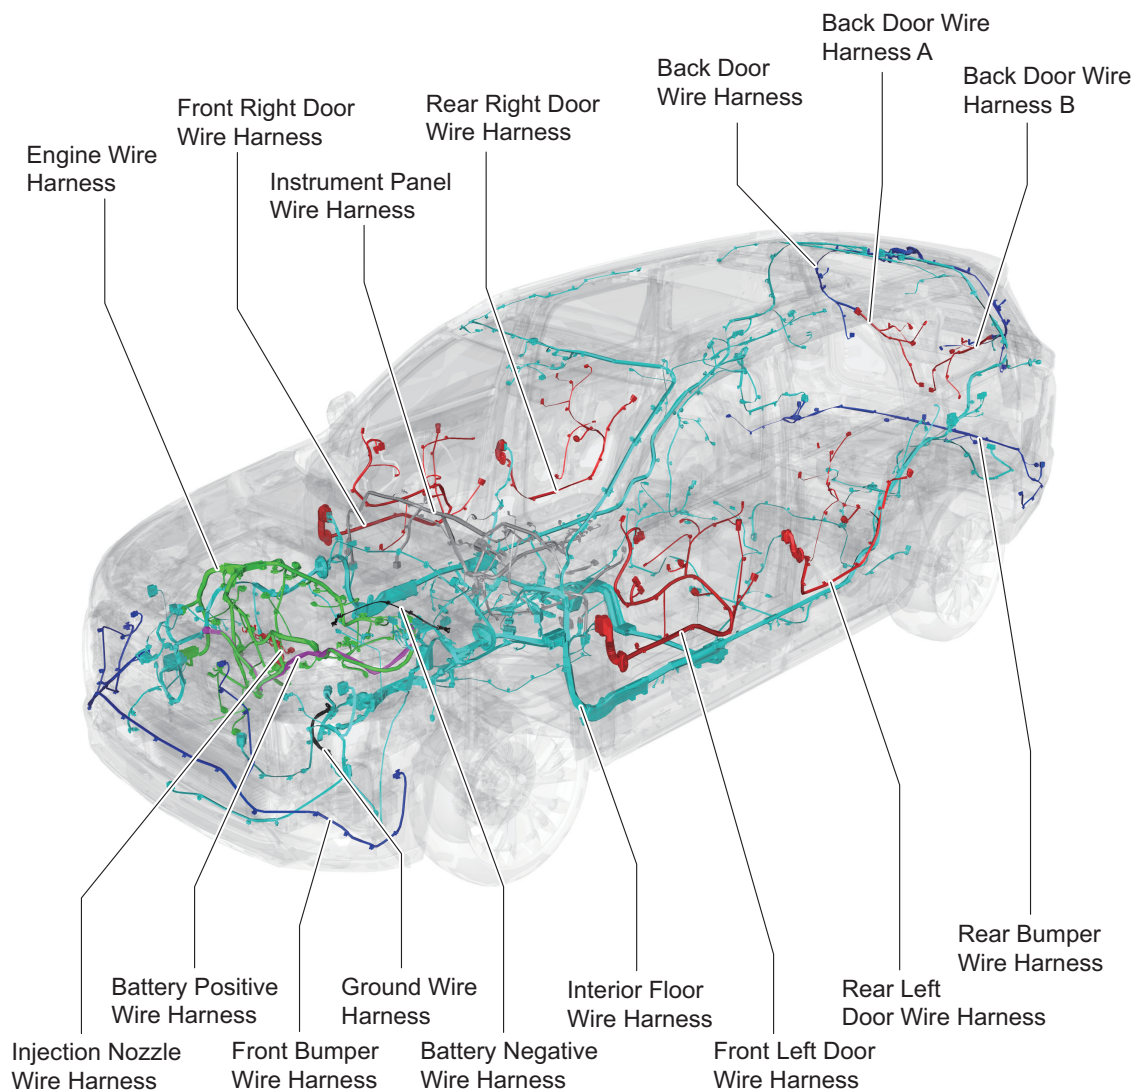 Back Door Wire
Harness A
Back Door
Wire Harness
Back Door Wire
Harness B
Front Right Door
Wire Harness
Rear Right Door
Wire Harness
Engine Wire
Harness
Instrument Panel
Wire Harness
Rear Bumper
Wire Harness
Battery Positive
Wire Harness
Ground Wire
Harness
Interior Floor
Wire Harness
Rear Left
Door Wire Harness
Injection Nozzle
Wire Harness
Front Bumper
Wire Harness
Battery Negative
Wire Harness
Front Left Door
Wire Harness